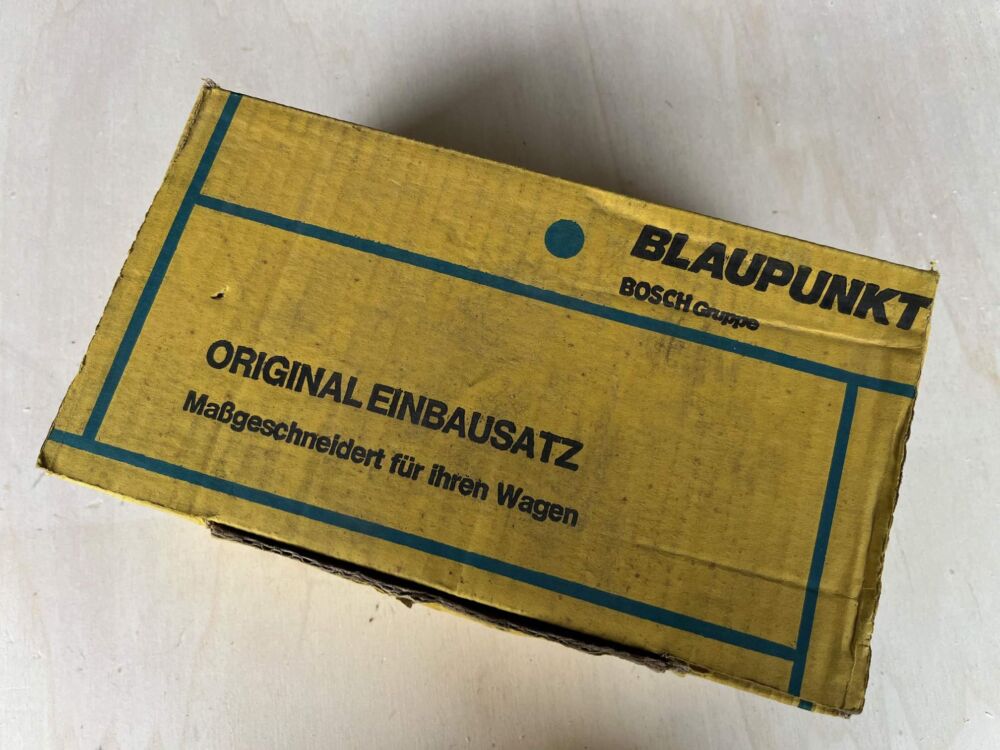 BLAUPUNKT
BOSCH Gruppe
ORIGINAL EINBAUSATZ
Maßgeschneidert für ihren Wagen